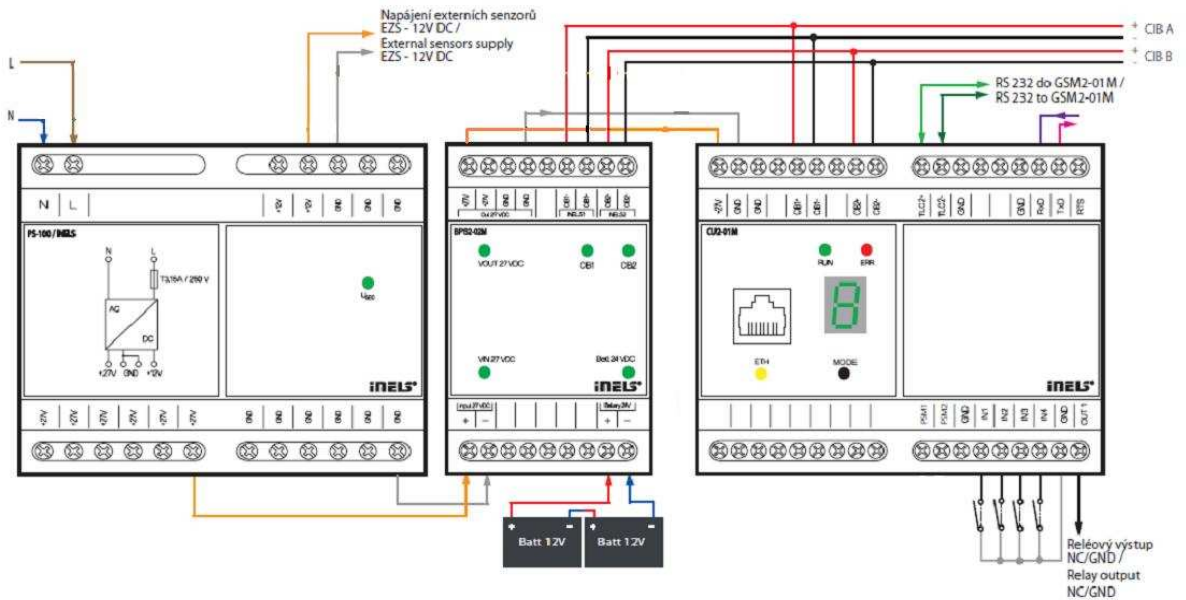 Napájení externích senzorů
EZS - 12V DC /
External sensors supply
EZS - 12V DC
+ CIB A
-
+ CIB B
-
L
N
RS 232 do GSM2-01M /
RS 232 to GSM2-01M
N L +12V +12V GND GND GND
+27V +27V GND GND CIB1+ CIB1- CIB2+ CIB2-
Out 27 VDC INELS1 INELS2
+27V GND GND CIB1+ CIB1- CIB2+ CIB2-
TLC2+ TLC2- GND GND RxD TxD RTS
PS-100 / INELS
BPS2-02M
CU2-01M
N L
T3,15A / 250 V
AC
DC
+27V GND +12V
USEC
VOUT 27 VDC CIB1 CIB2
VIN 27 VDC Batt. 24 VDC
RUN ERR
8
ETH MODE
iNELS
iNELS
iNELS
+27V +27V +27V +27V +27V +27V GND GND GND GND GND GND
Input 27 VDC Battery 24V
+ - + -
PSM1 PSM2 GND IN1 IN2 IN3 IN4 GND OUT 1
+ - + -
Batt 12V Batt 12V
Reléový výstup
NC/GND /
Relay output
NC/GND